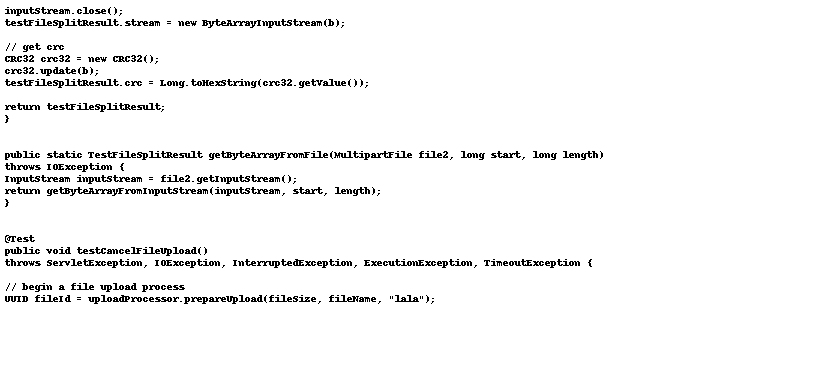 inputStream.close();
testFileSplitResult.stream = new ByteArrayInputStream(b);
// get crc
CRC32 crc32 = new CRC32();
crc32.update(b);
testFileSplitResult.crc = Long.toHexString(crc32.getValue());
return testFileSplitResult;
}
public static TestFileSplitResult getByteArrayFromFile(MultipartFile file2, long start, long length)
throws IOException {
InputStream inputStream = file2.getInputStream();
return getByteArrayFromInputStream(inputStream, start, length);
}
@Test
public void testCancelFileUpload()
throws ServletException, IOException, InterruptedException, ExecutionException, TimeoutException {
// begin a file upload process
UUID fileId = uploadProcessor.prepareUpload(fileSize, fileName, "lala");